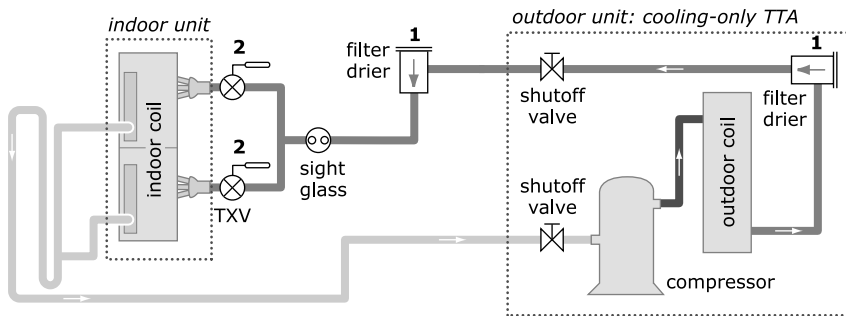 indoor unit
outdoor unit: cooling-only TTA
1
filter
drier
2
1
shutoff
valve
filter
drier
indoor coil
outdoor coil
sight
glass
2
TXV
shutoff
valve
compressor